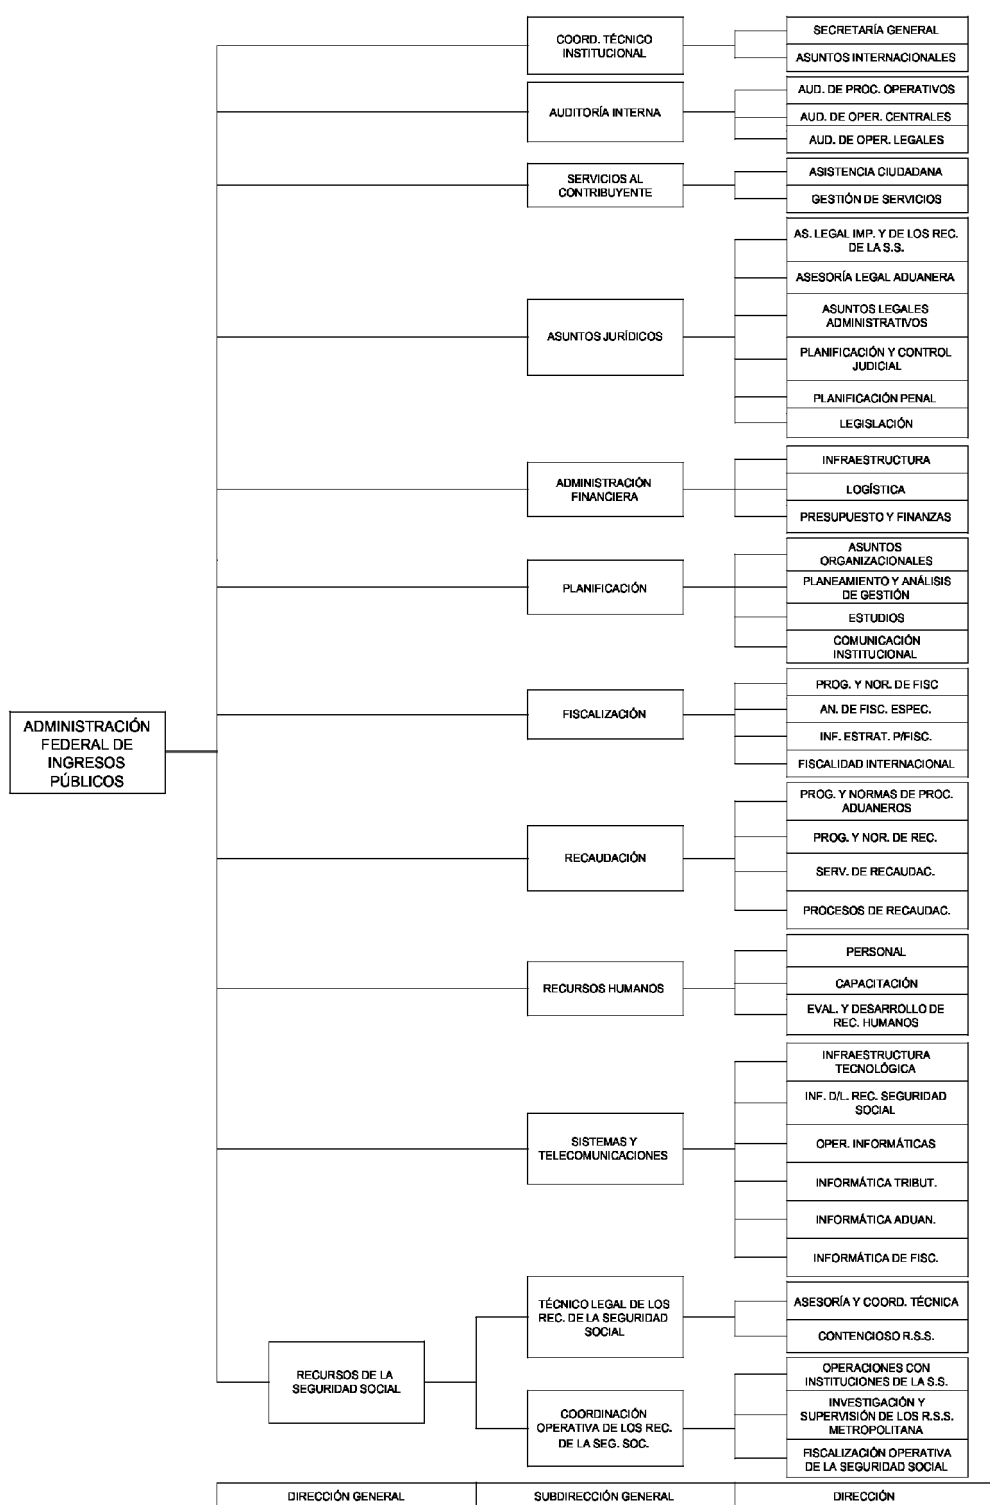 COORD. TÉCNICO
INSTITUCIONAL
SECRETARÍA GENERAL
ASUNTOS INTERNACIONALES
AUDITORÍA INTERNA
AUD. DE PROC. OPERATIVOS
AUD. DE OPER. CENTRALES
AUD. DE OPER. LEGALES
SERVICIOS AL
CONTRIBUYENTE
ASISTENCIA CIUDADANA
GESTIÓN DE SERVICIOS
ASUNTOS JURÍDICOS
AS. LEGAL IMP. Y DE LOS REC.
DE LA S.S.
ASESORÍA LEGAL ADUANERA
ASUNTOS LEGALES
ADMINISTRATIVOS
PLANIFICACIÓN Y CONTROL
JUDICIAL
PLANIFICACIÓN PENAL
LEGISLACIÓN
ADMINISTRACIÓN
FINANCIERA
INFRAESTRUCTURA
LOGÍSTICA
PRESUPUESTO Y FINANZAS
PLANIFICACIÓN
ASUNTOS
ORGANIZACIONALES
PLANEAMIENTO Y ANÁLISIS
DE GESTIÓN
ESTUDIOS
COMUNICACIÓN
INSTITUCIONAL
ADMINISTRACIÓN
FEDERAL DE
INGRESOS
PÚBLICOS
FISCALIZACIÓN
PROG. Y NOR. DE FISC
AN. DE FISC. ESPEC.
INF. ESTRAT. P/FISC.
FISCALIDAD INTERNACIONAL
RECAUDACIÓN
PROG. Y NORMAS DE PROC.
ADUANEROS
PROG. Y NOR. DE REC.
SERV. DE RECAUDAC.
PROCESOS DE RECAUDAC.
RECURSOS HUMANOS
PERSONAL
CAPACITACIÓN
EVAL. Y DESARROLLO DE
REC. HUMANOS
SISTEMAS Y
TELECOMUNICACIONES
INFRAESTRUCTURA
TECNOLÓGICA
INF. D/L. REC. SEGURIDAD
SOCIAL
OPER. INFORMÁTICAS
INFORMÁTICA TRIBUT.
INFORMÁTICA ADUAN.
INFORMÁTICA DE FISC.
RECURSOS DE LA
SEGURIDAD SOCIAL
TÉCNICO LEGAL DE LOS
REC. DE LA SEGURIDAD
SOCIAL
ASESORÍA Y COORD. TÉCNICA
CONTENCIOSO R.S.S.
COORDINACIÓN
OPERATIVA DE LOS REC.
DE LA SEG. SOC.
OPERACIONES CON
INSTITUCIONES DE LA S.S.
INVESTIGACIÓN Y
SUPERVISIÓN DE LOS R.S.S.
METROPOLITANA
FISCALIZACIÓN OPERATIVA
DE LA SEGURIDAD SOCIAL
DIRECCIÓN GENERAL
SUBDIRECCIÓN GENERAL
DIRECCIÓN